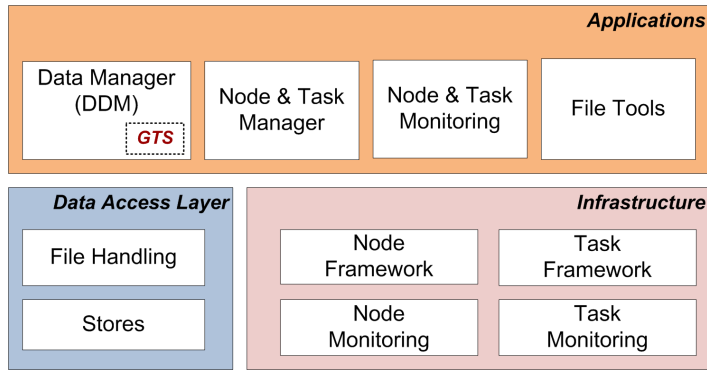 Applications
Data Manager
(DDM)
GTS
Node & Task
Manager
Node & Task
Monitoring
File Tools
Data Access Layer
File Handling
Stores
Infrastructure
Node
Framework
Task
Framework
Node
Monitoring
Task
Monitoring